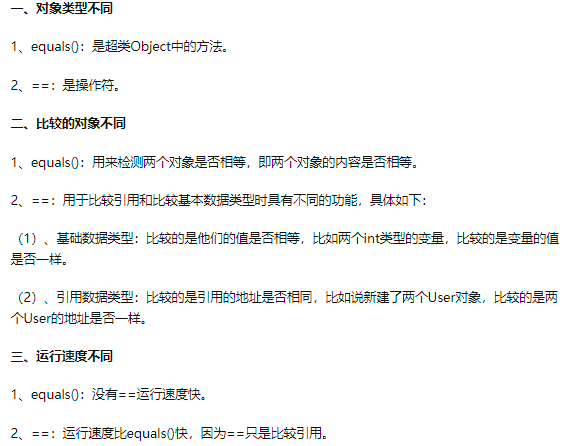 一、对象类型不同
1、equals()：是超类Object中的方法。
2、==：是操作符。
二、比较的对象不同
1、equals()：用来检测两个对象是否相等，即两个对象的内容是否相等。
2、==：用于比较引用和比较基本数据类型时具有不同的功能，具体如下：
（1）、基础数据类型：比较的是他们的值是否相等，比如两个int类型的变量，比较的是变量的值
是否一样。
（2）、引用数据类型：比较的是引用的地址是否相同，比如说新建了两个User对象，比较的是两
个User的地址是否一样。
三、运行速度不同
1、equals()：没有==运行速度快。
2、==：运行速度比equals()快，因为==只是比较引用。